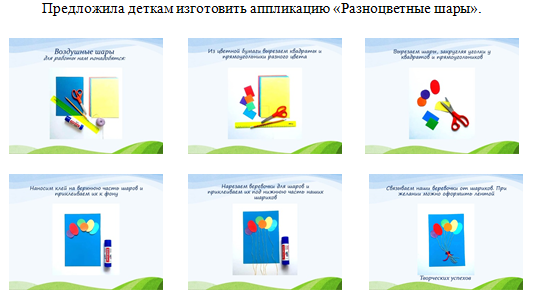 Предложила деткам изготовить аппликацию «Разноцветные шары».
Воздушные шары
для работы нам понадобятся
Из цветной бумаги вырезаем квадраты и
прямоугольники разного цвета
Вырезаем шары, закругляя уголки у
квадратов и прямоугольников
Наносим клей на верхнюю часть шаров и
приклеиваем их к фону
Нарезаем веревочки для шаров и
приклеиваем их под нижнюю часть наших
шариков
Связываем наши веревочки от шариков. При
желании можно оформить лентой
Творческих успехов